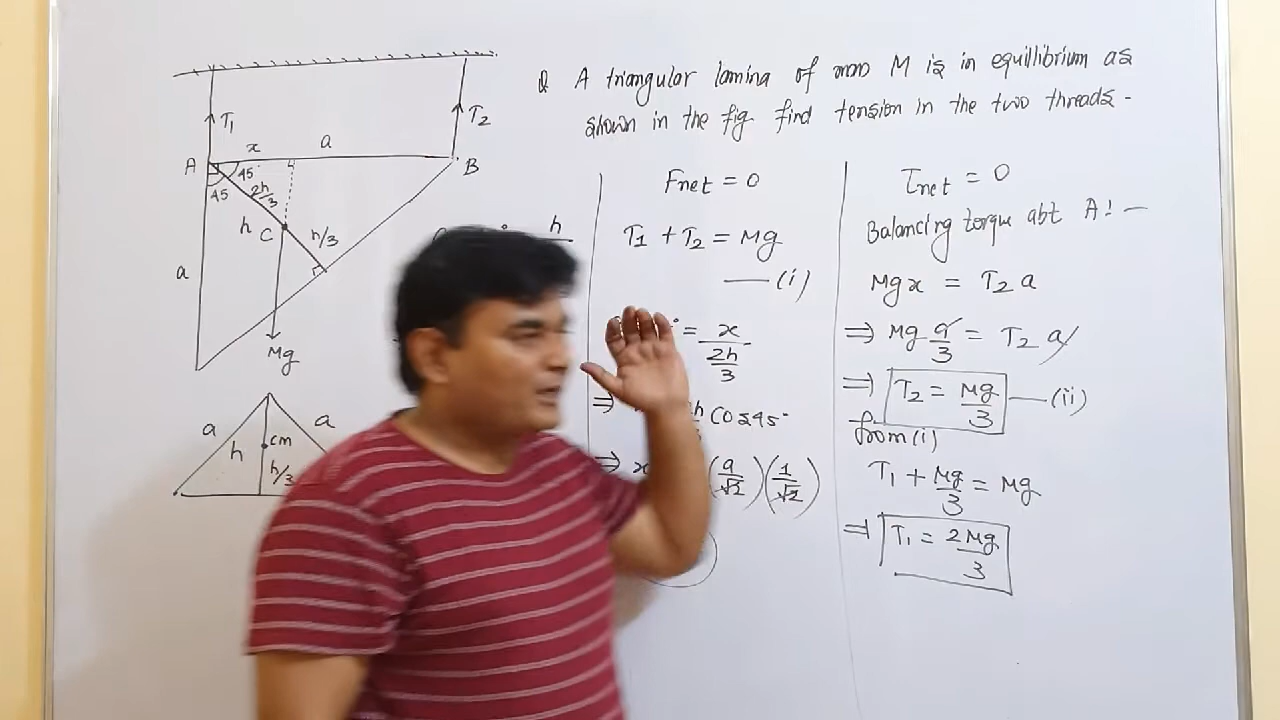 Q A triangular lamina of mass M is in equillibrium as
shown in the fig find tension in the two threads -
T₁
T₂
x
a
A
45°
B
45
2h/3
h
C
h/3
a
Mg
a
a
h
cm
h/3
h
Fnet = 0
T₁ + T₂ = Mg
—— (i)
= x / (2h/3)
⇒ cos45°
⇒ x (a/√2)(1/√2)
τnet = 0
Balancing torque abt A! —
Mgx = T₂ a
⇒ Mg a/3 = T₂ a
⇒ T₂ = Mg/3 —— (ii)
from (i)
T₁ + Mg/3 = Mg
⇒ T₁ = 2Mg/3